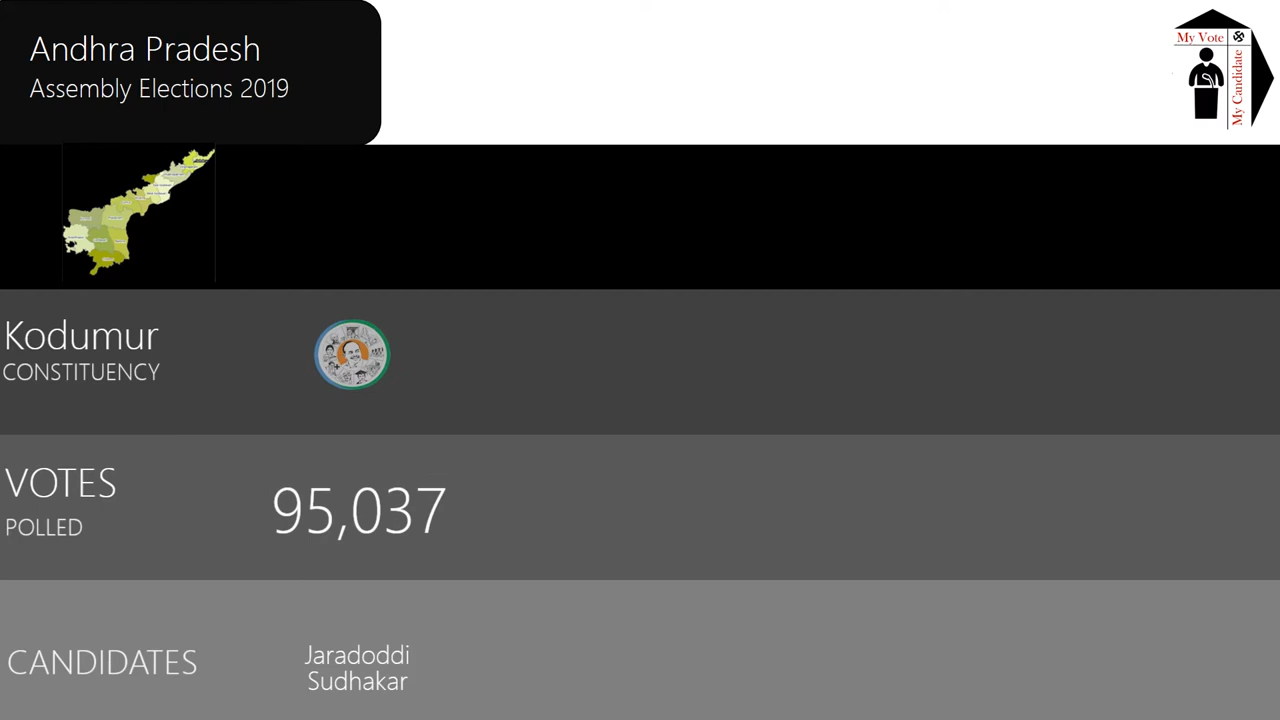 Andhra Pradesh
Assembly Elections 2019
My Vote
My Candidate
Kodumur
CONSTITUENCY
VOTES
POLLED
95,037
CANDIDATES
Jaradoddi
Sudhakar